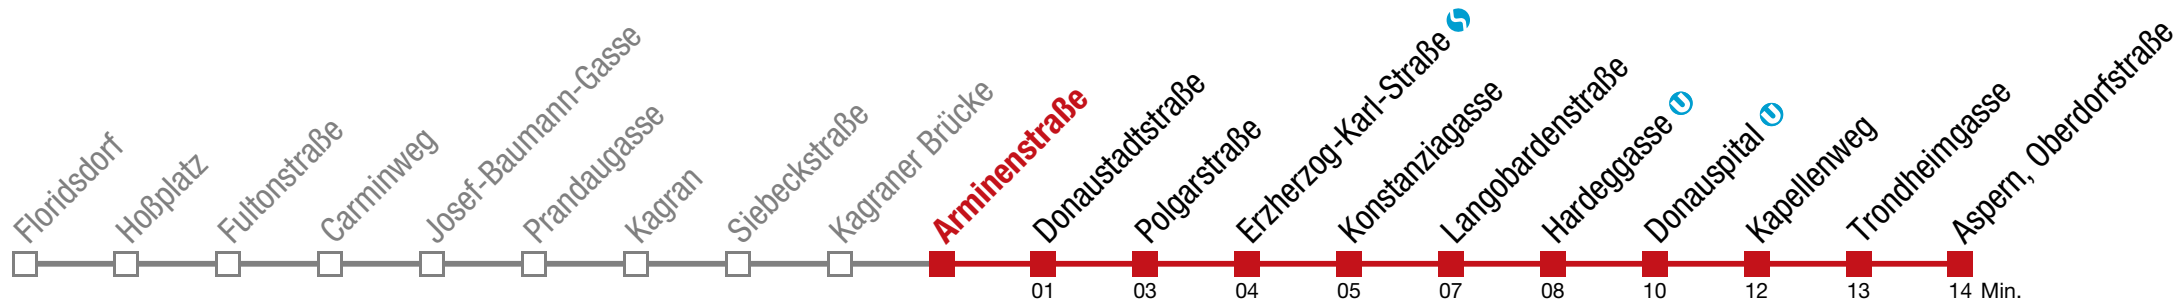 Floridsdorf
Hoßplatz
Fultonstraße
Carminweg
Josef-Baumann-Gasse
Prandaugasse
Kagran
Siebeckstraße
Kagraner Brücke
Arminenstraße
Donaustadtstraße
Polgarstraße
Erzherzog-Karl-Straße S
Konstanziagasse
Langobardenstraße
Hardeggasse U
Donauspital U
Kapellenweg
Trondheimgasse
Aspern, Oberdorfstraße
01 03 04 05 07 08 10 12 13 14 Min.